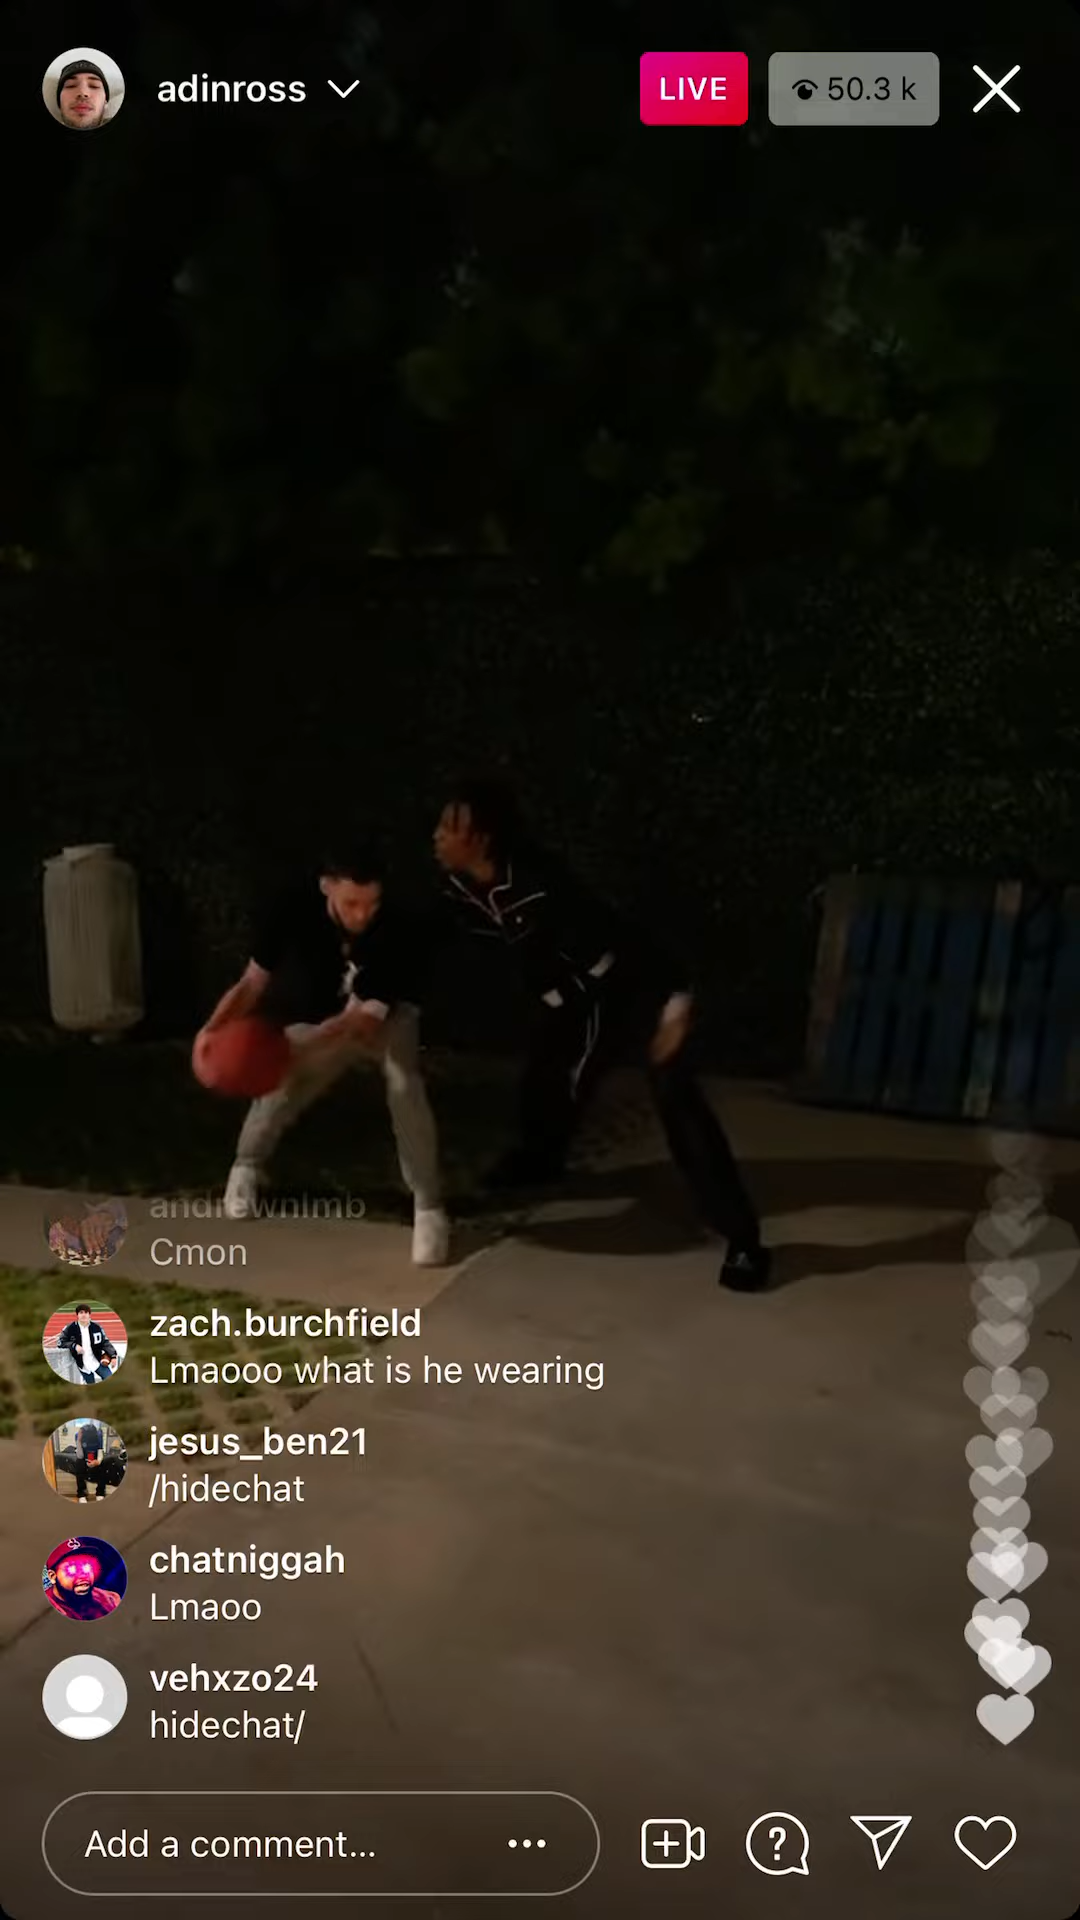 adinross
LIVE
50.3 k
andrewnlmb
Cmon
zach.burchfield
Lmaooo what is he wearing
jesus_ben21
/hidechat
chatniggah
Lmaoo
vehxzo24
hidechat/
Add a comment...